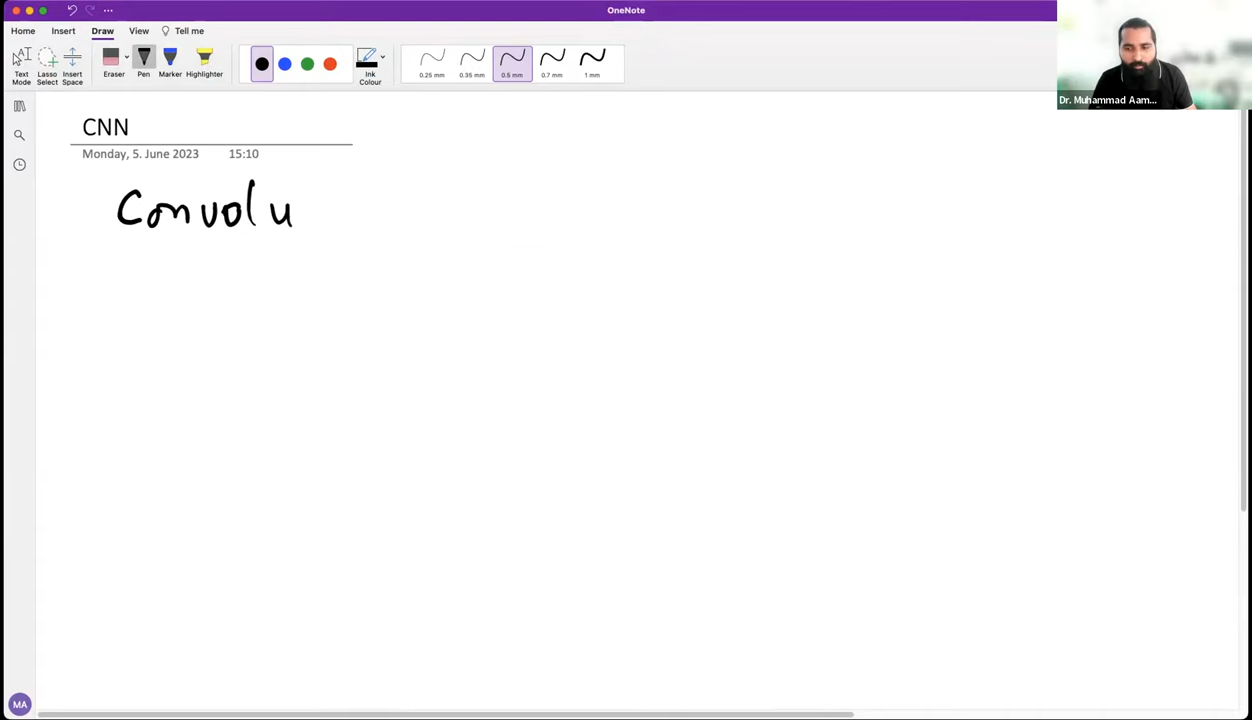 OneNote
Home Insert Draw View Tell me
Text Mode
Lasso Select
Insert Space
Eraser
Pen
Marker
Highlighter
Ink Colour
0.25 mm
0.35 mm
0.5 mm
0.7 mm
1 mm
Dr. Muhammad Aam...
CNN
Monday, 5. June 2023 15:10
Convolu
MA